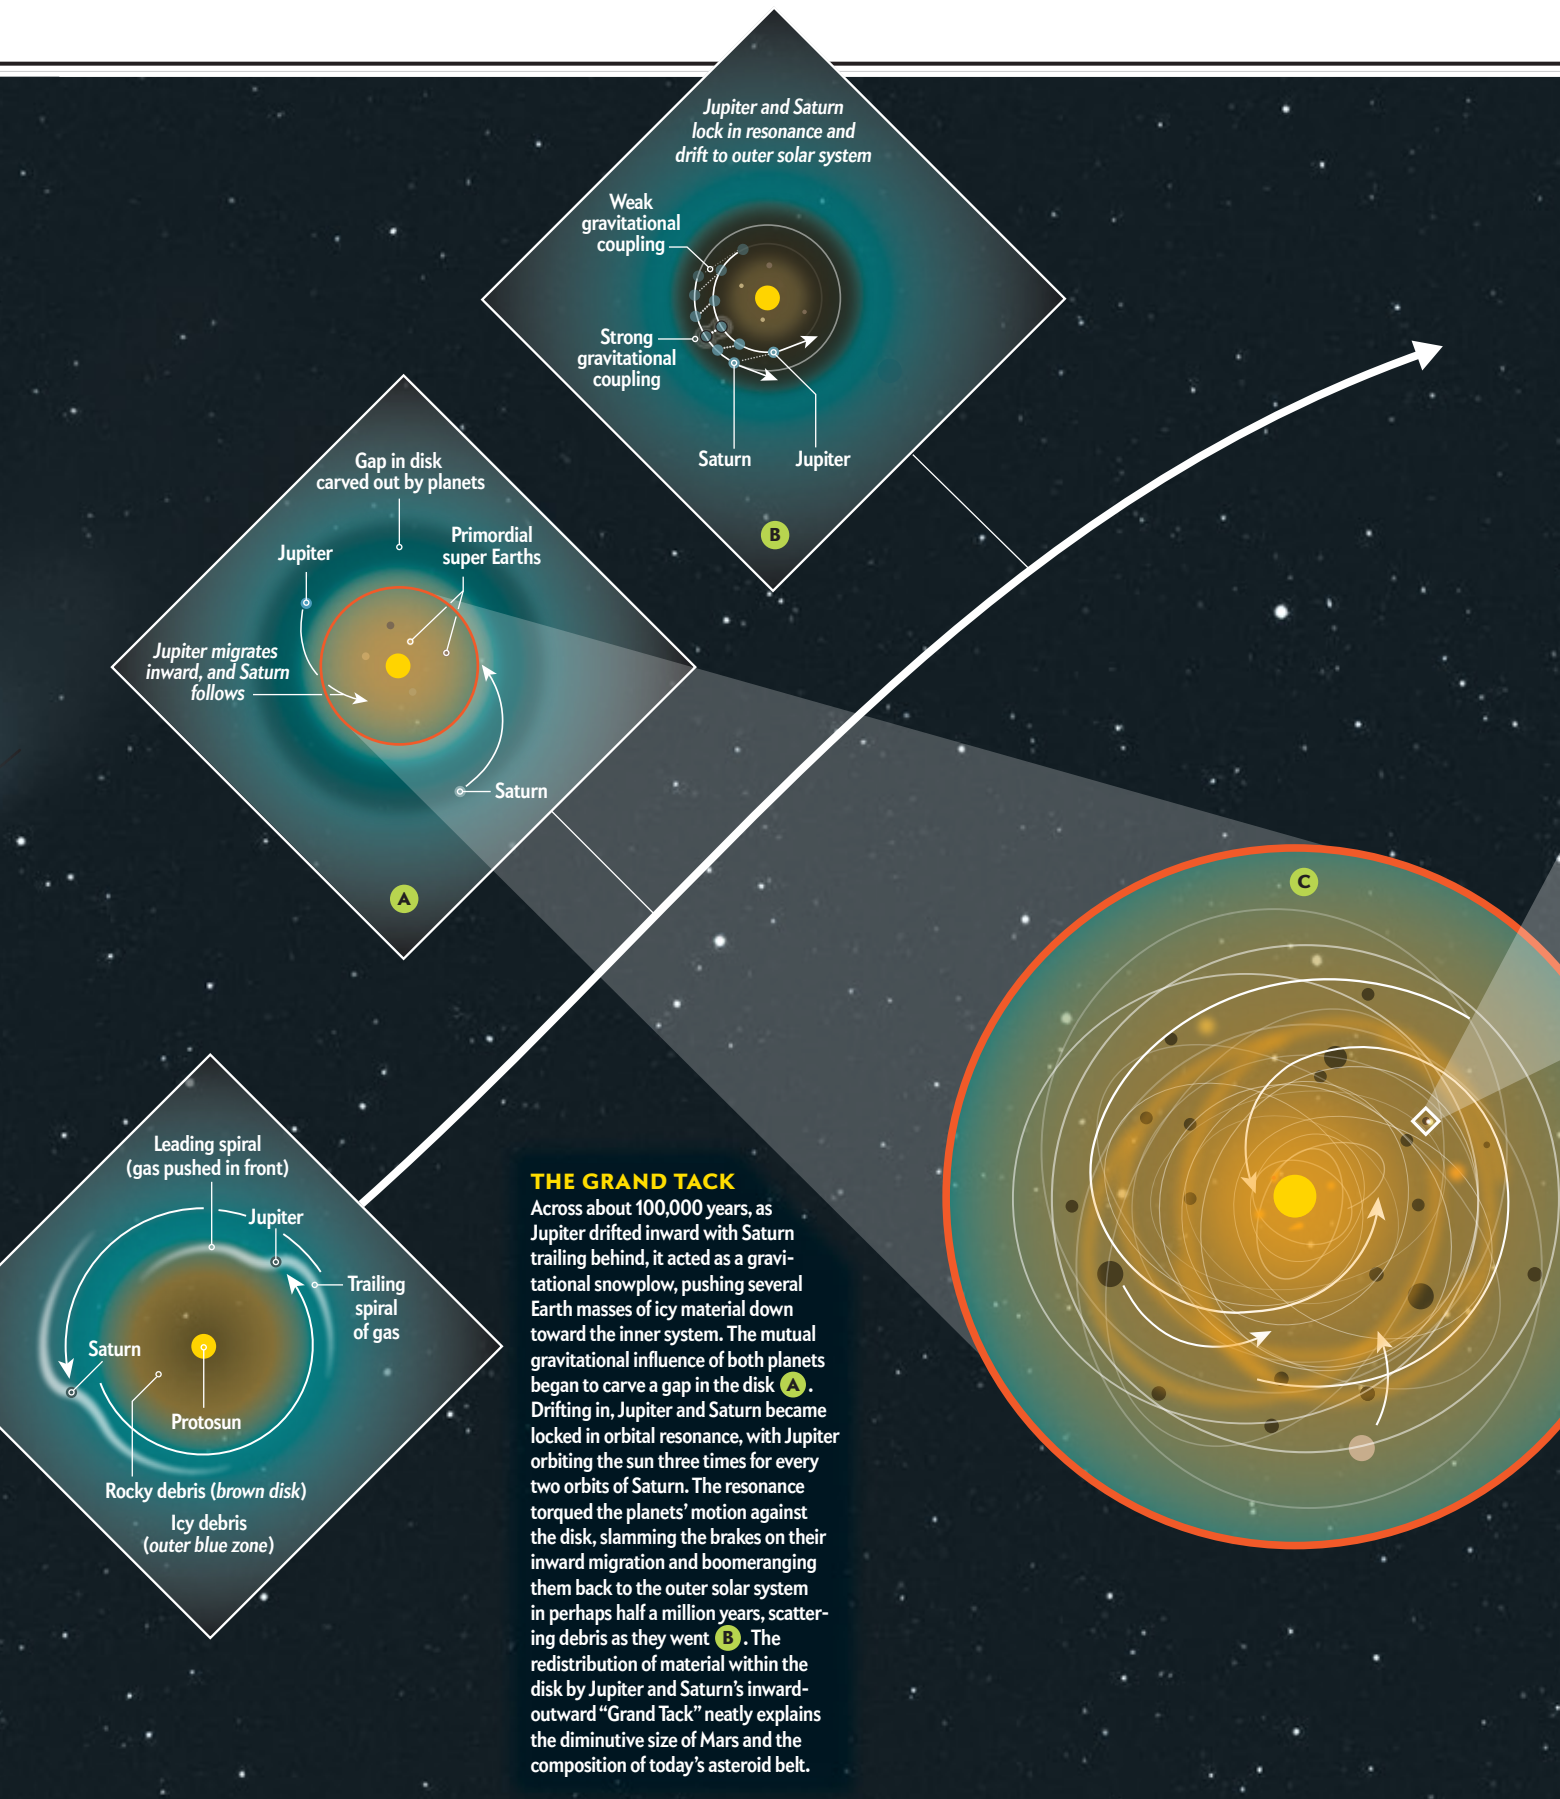 Jupiter and Saturn
lock in resonance and
drift to outer solar system
Weak
gravitational
coupling
Strong
gravitational
coupling
Saturn
Jupiter
B
Gap in disk
carved out by planets
Primordial
super Earths
Jupiter
Jupiter migrates
inward, and Saturn
follows
Saturn
A
C
Leading spiral
(gas pushed in front)
Jupiter
Trailing
spiral
of gas
Saturn
Protosun
Rocky debris (brown disk)
Icy debris
(outer blue zone)
THE GRAND TACK
Across about 100,000 years, as
Jupiter drifted inward with Saturn
trailing behind, it acted as a gravi-
tational snowplow, pushing several
Earth masses of icy material down
toward the inner system. The mutual
gravitational influence of both planets
began to carve a gap in the disk A.
Drifting in, Jupiter and Saturn became
locked in orbital resonance, with Jupiter
orbiting the sun three times for every
two orbits of Saturn. The resonance
torqued the planets’ motion against
the disk, slamming the brakes on their
inward migration and boomeranging
them back to the outer solar system
in perhaps half a million years, scatter-
ing debris as they went B. The
redistribution of material within the
disk by Jupiter and Saturn’s inward-
outward “Grand Tack” neatly explains
the diminutive size of Mars and the
composition of today’s asteroid belt.